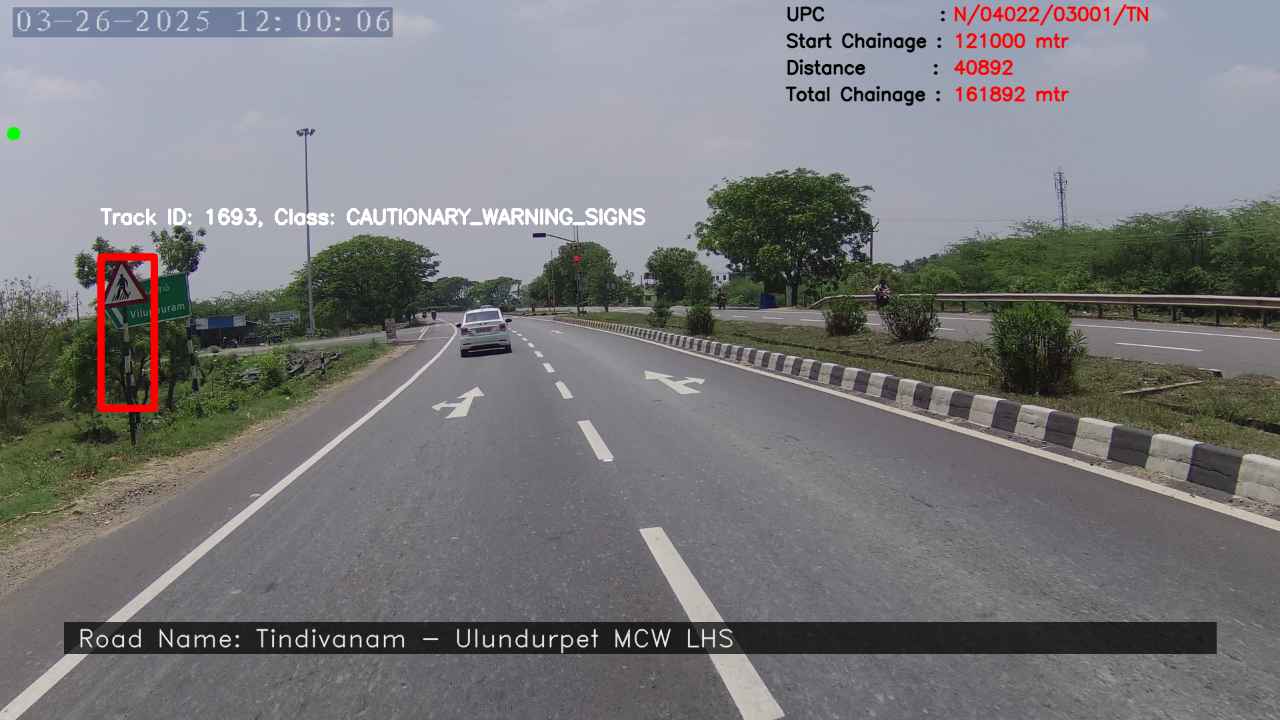 03-26-2025 12:00:06
UPC : N/04022/03001/TN
Start Chainage : 121000 mtr
Distance : 40892
Total Chainage : 161892 mtr
Track ID: 1693, Class: CAUTIONARY_WARNING_SIGNS
Road Name: Tindivanam - Ulundurpet MCW LHS